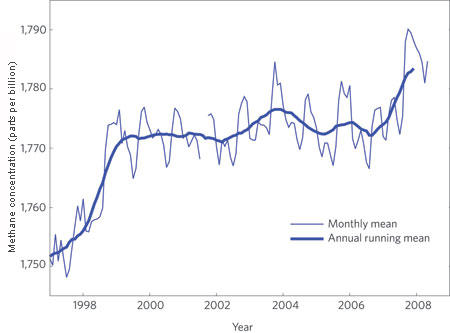 1,790
1,780
1,770
1,760
1,750
Methane concentration (parts per billion)
Monthly mean
Annual running mean
1998
2000
2002
2004
2006
2008
Year